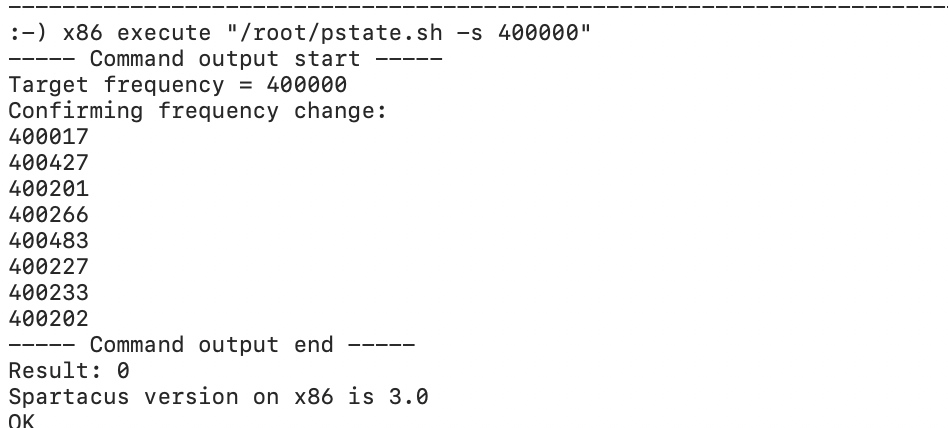 :-) x86 execute "/root/pstate.sh -s 400000"
----- Command output start -----
Target frequency = 400000
Confirming frequency change:
400017
400427
400201
400266
400483
400227
400233
400202
----- Command output end -----
Result: 0
Spartacus version on x86 is 3.0
OK